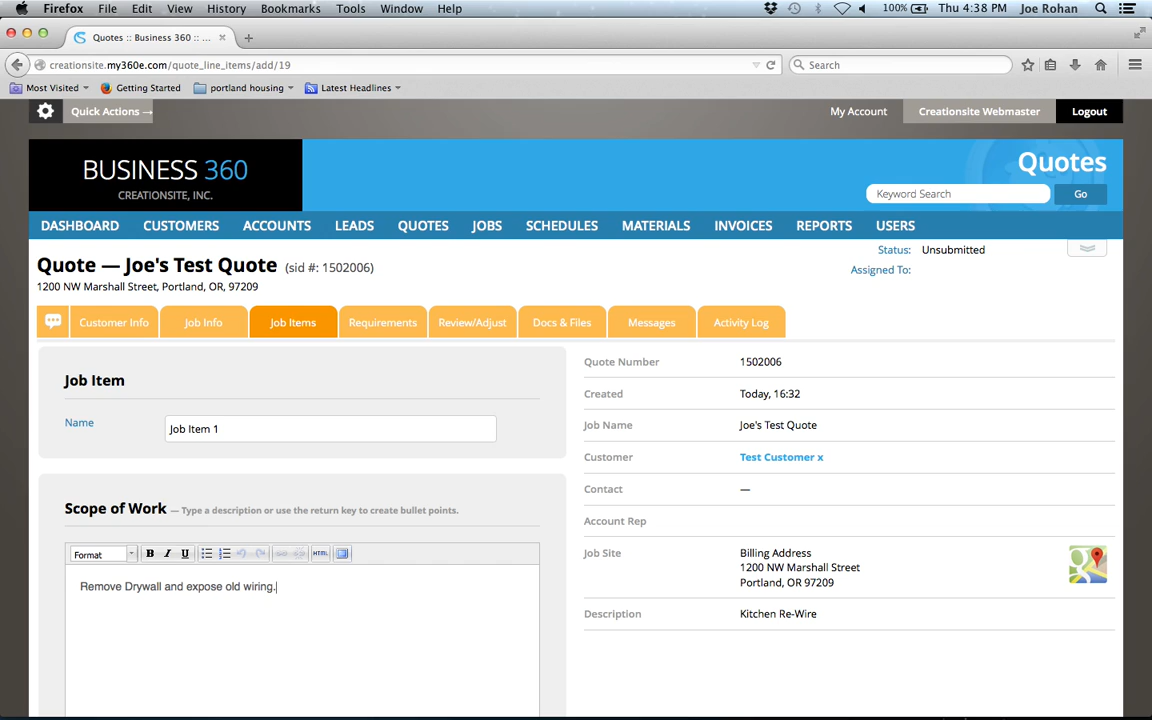 Firefox File Edit View History Bookmarks Tools Window Help 100% Thu 4:38 PM Joe Rohan
Quotes :: Business 360 :: ...
creationsite.my360e.com/quote_line_items/add/19 Search
Most Visited Getting Started portland housing Latest Headlines
Quick Actions → My Account Creationsite Webmaster Logout
BUSINESS 360
CREATIONSITE, INC.
Quotes
Keyword Search Go
DASHBOARD CUSTOMERS ACCOUNTS LEADS QUOTES JOBS SCHEDULES MATERIALS INVOICES REPORTS USERS
Quote — Joe's Test Quote (sid #: 1502006)
1200 NW Marshall Street, Portland, OR, 97209
Status: Unsubmitted
Assigned To:
Customer Info Job Info Job Items Requirements Review/Adjust Docs & Files Messages Activity Log
Job Item
Name Job Item 1
Scope of Work — Type a description or use the return key to create bullet points.
Format B I U HTML
Remove Drywall and expose old wiring.
Quote Number 1502006
Created Today, 16:32
Job Name Joe's Test Quote
Customer Test Customer x
Contact —
Account Rep
Job Site Billing Address
1200 NW Marshall Street
Portland, OR 97209
Description Kitchen Re-Wire